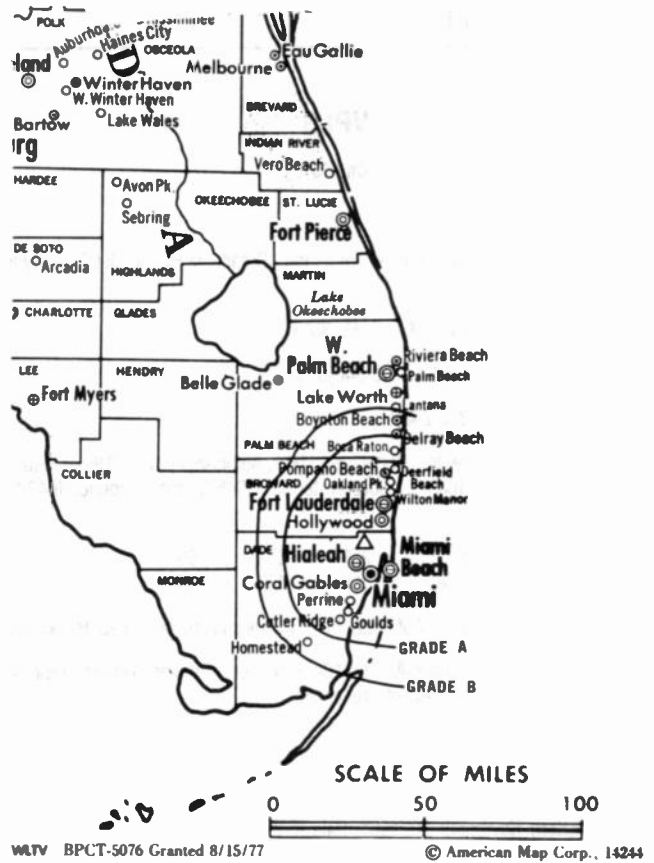 POLK
Auburndale
Haines City
OSCEOLA
Eau Gallie
Melbourne
land
D
Winter Haven
W. Winter Haven
BREVARD
Bartow
Lake Wales
INDIAN RIVER
urg
Vero Beach
HARDEE
Avon Pk.
OKEECHOBEE
ST. LUCIE
Sebring
Fort Pierce
A
DE SOTO
Arcadia
HIGHLANDS
MARTIN
Lake
Okeechobee
CHARLOTTE
GLADES
W.
Palm Beach
Riviera Beach
Palm Beach
LEE
HENDRY
Belle Glade
Fort Myers
Lake Worth
Lantana
Boynton Beach
Delray Beach
PALM BEACH
Boca Raton
COLLIER
Pompano Beach
Deerfield
Beach
BROWARD
Oakland Pk.
Wilton Manor
Fort Lauderdale
Hollywood
DADE
Hialeah
Miami
Beach
MONROE
Coral Gables
Miami
Perrine
Cutler Ridge
Goulds
Homestead
GRADE A
GRADE B
SCALE OF MILES
0 50 100
WLTV BPCT-5076 Granted 8/15/77
© American Map Corp., 14244